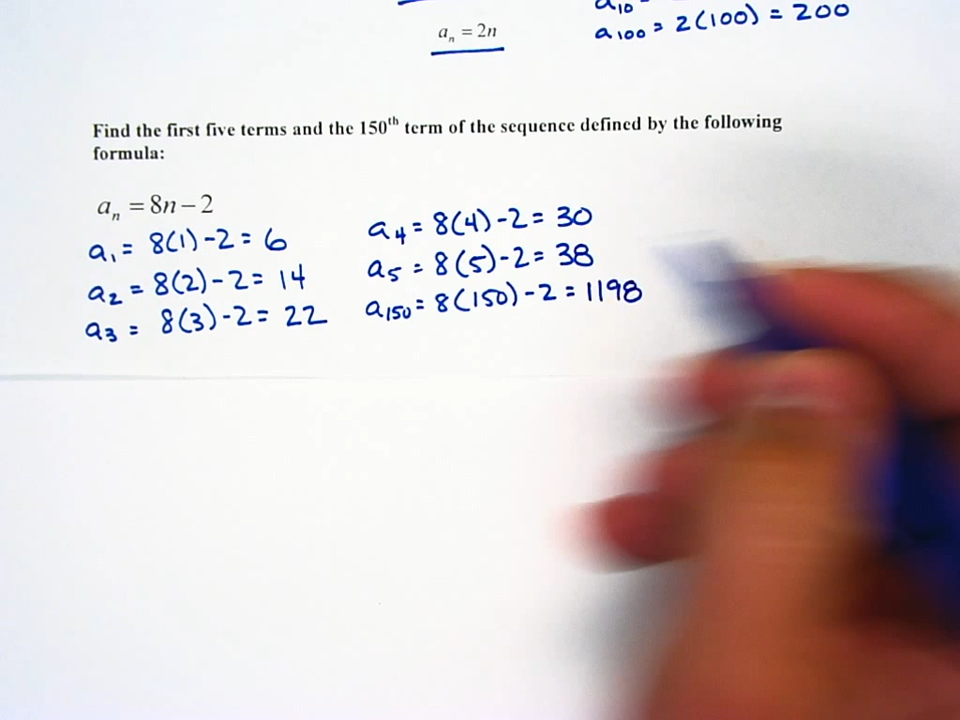 a₁₀
aₙ = 2n
a₁₀₀ = 2(100) = 200
Find the first five terms and the 150ᵗʰ term of the sequence defined by the following
formula:
aₙ = 8n − 2
a₁ = 8(1) - 2 = 6
a₂ = 8(2) - 2 = 14
a₃ = 8(3) - 2 = 22
a₄ = 8(4) - 2 = 30
a₅ = 8(5) - 2 = 38
a₁₅₀ = 8(150) - 2 = 1198